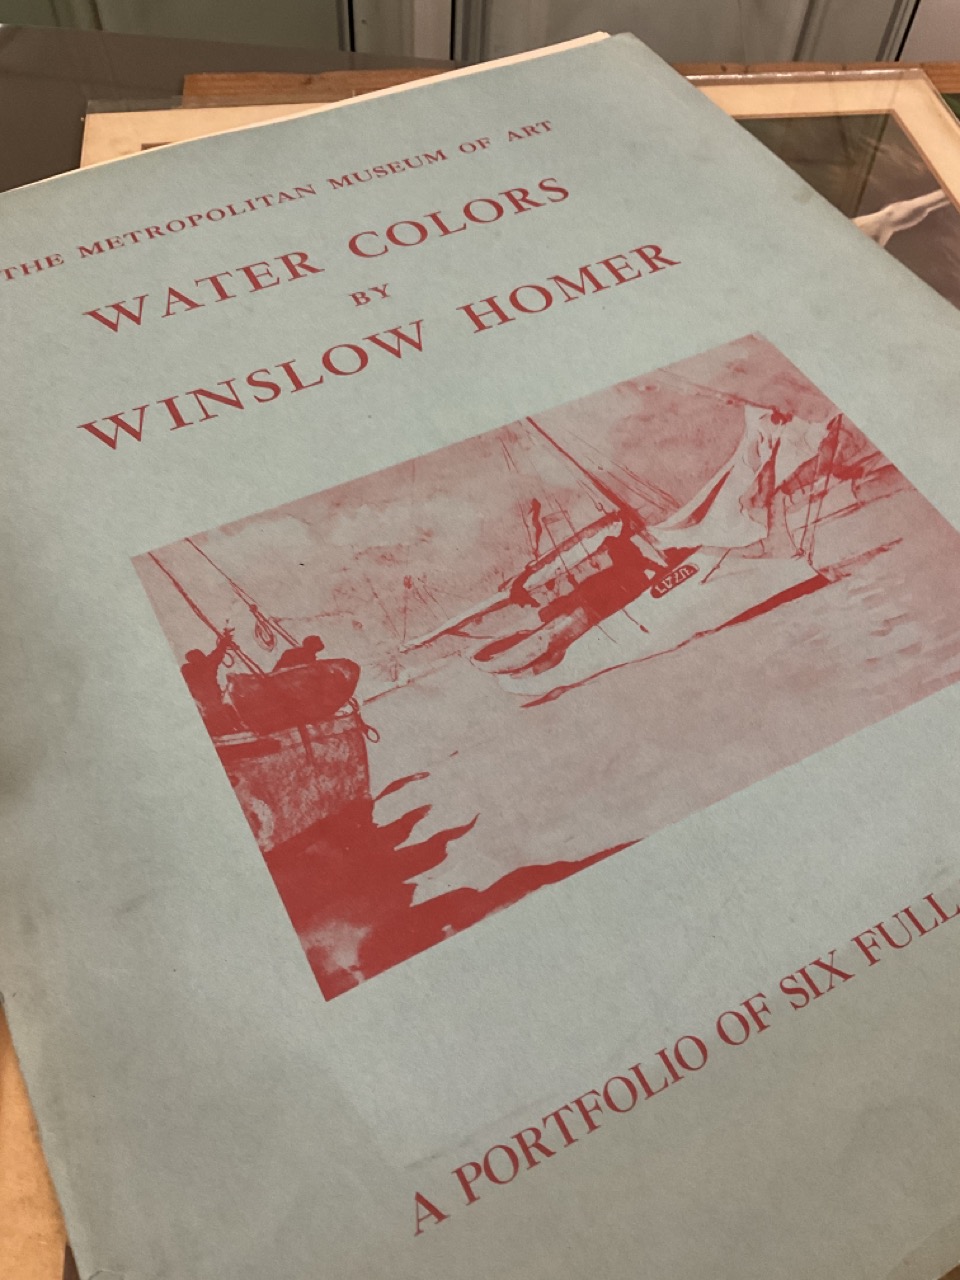 THE METROPOLITAN MUSEUM OF ART
WATER COLORS
BY
WINSLOW HOMER
A PORTFOLIO OF SIX FULL